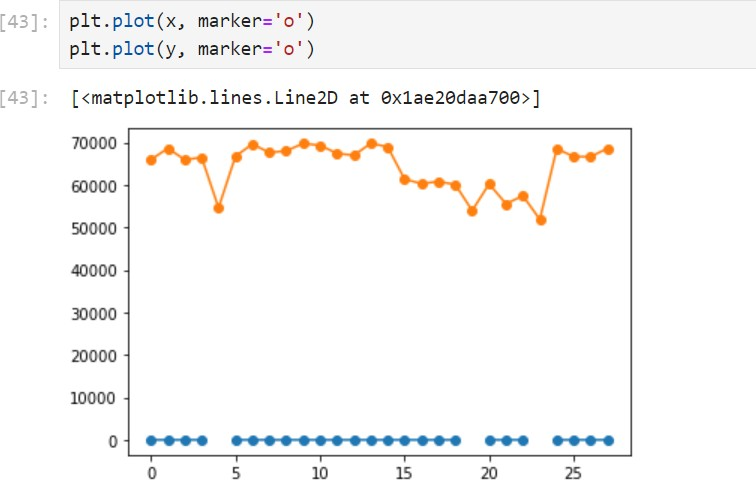 [43]: plt.plot(x, marker='o')
plt.plot(y, marker='o')
[43]: [<matplotlib.lines.Line2D at 0x1ae20daa700>]
70000
60000
50000
40000
30000
20000
10000
0
0 5 10 15 20 25